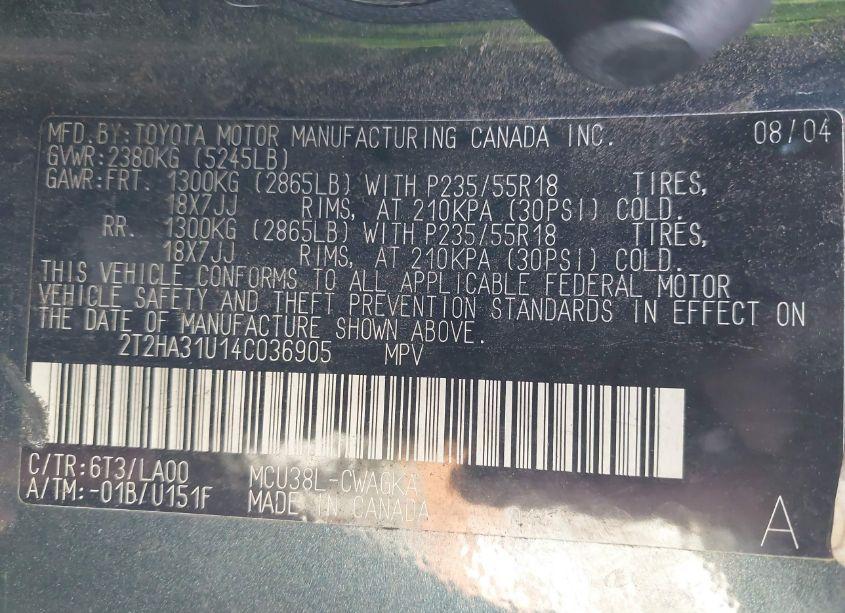 MFD.BY:TOYOTA MOTOR MANUFACTURING CANADA INC. 08/04
GVWR:2380KG (5245LB)
GAWR:FRT. 1300KG (2865LB) WITH P235/55R18 TIRES,
18X7JJ RIMS, AT 210KPA (30PSI) COLD.
RR. 1300KG (2865LB) WITH P235/55R18 TIRES,
18X7JJ RIMS, AT 210KPA (30PSI) COLD.
THIS VEHICLE CONFORMS TO ALL APPLICABLE FEDERAL MOTOR
VEHICLE SAFETY AND THEFT PREVENTION STANDARDS IN EFFECT ON
THE DATE OF MANUFACTURE SHOWN ABOVE.
2T2HA31U14C036905 MPV
C/TR:6T3/LA00 MCU38L-CWAGKA
A/TM:-01B/U151F MADE IN CANADA
A